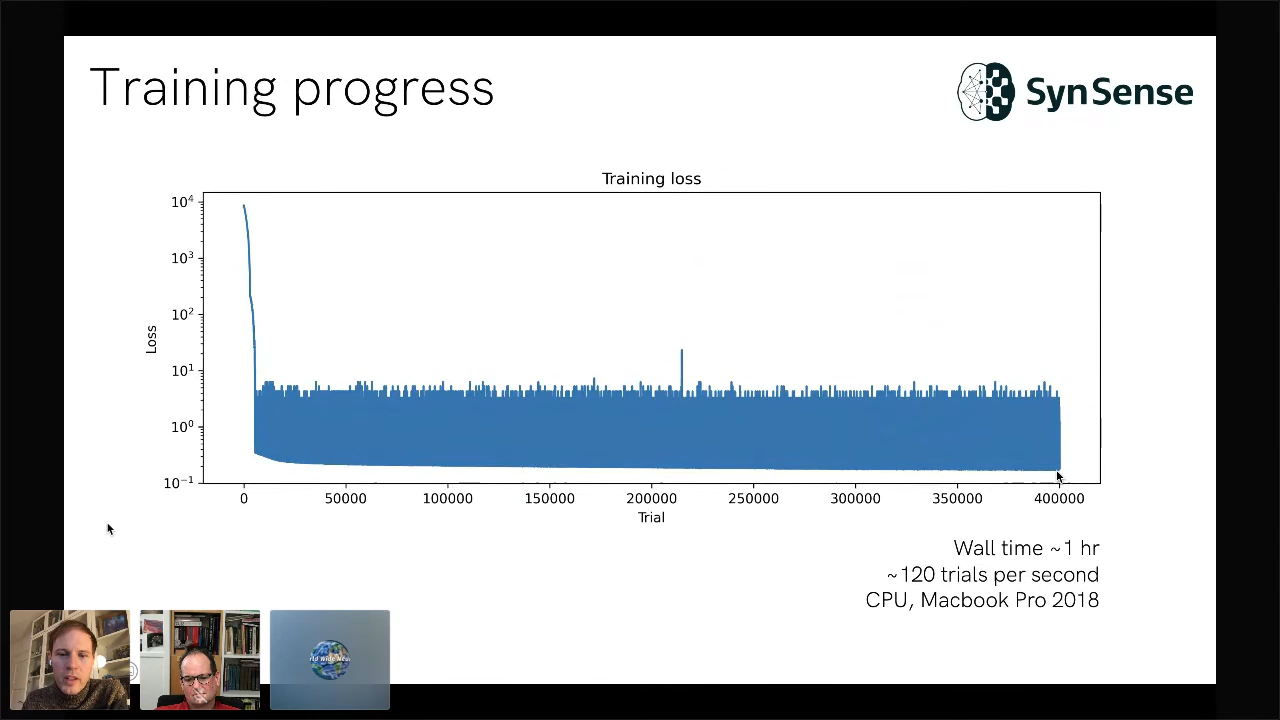 Training progress
SynSense
Training loss
10⁴
10³
10²
10¹
10⁰
10⁻¹
Loss
0
50000
100000
150000
200000
250000
300000
350000
400000
Trial
Wall time ~1 hr
~120 trials per second
CPU, Macbook Pro 2018